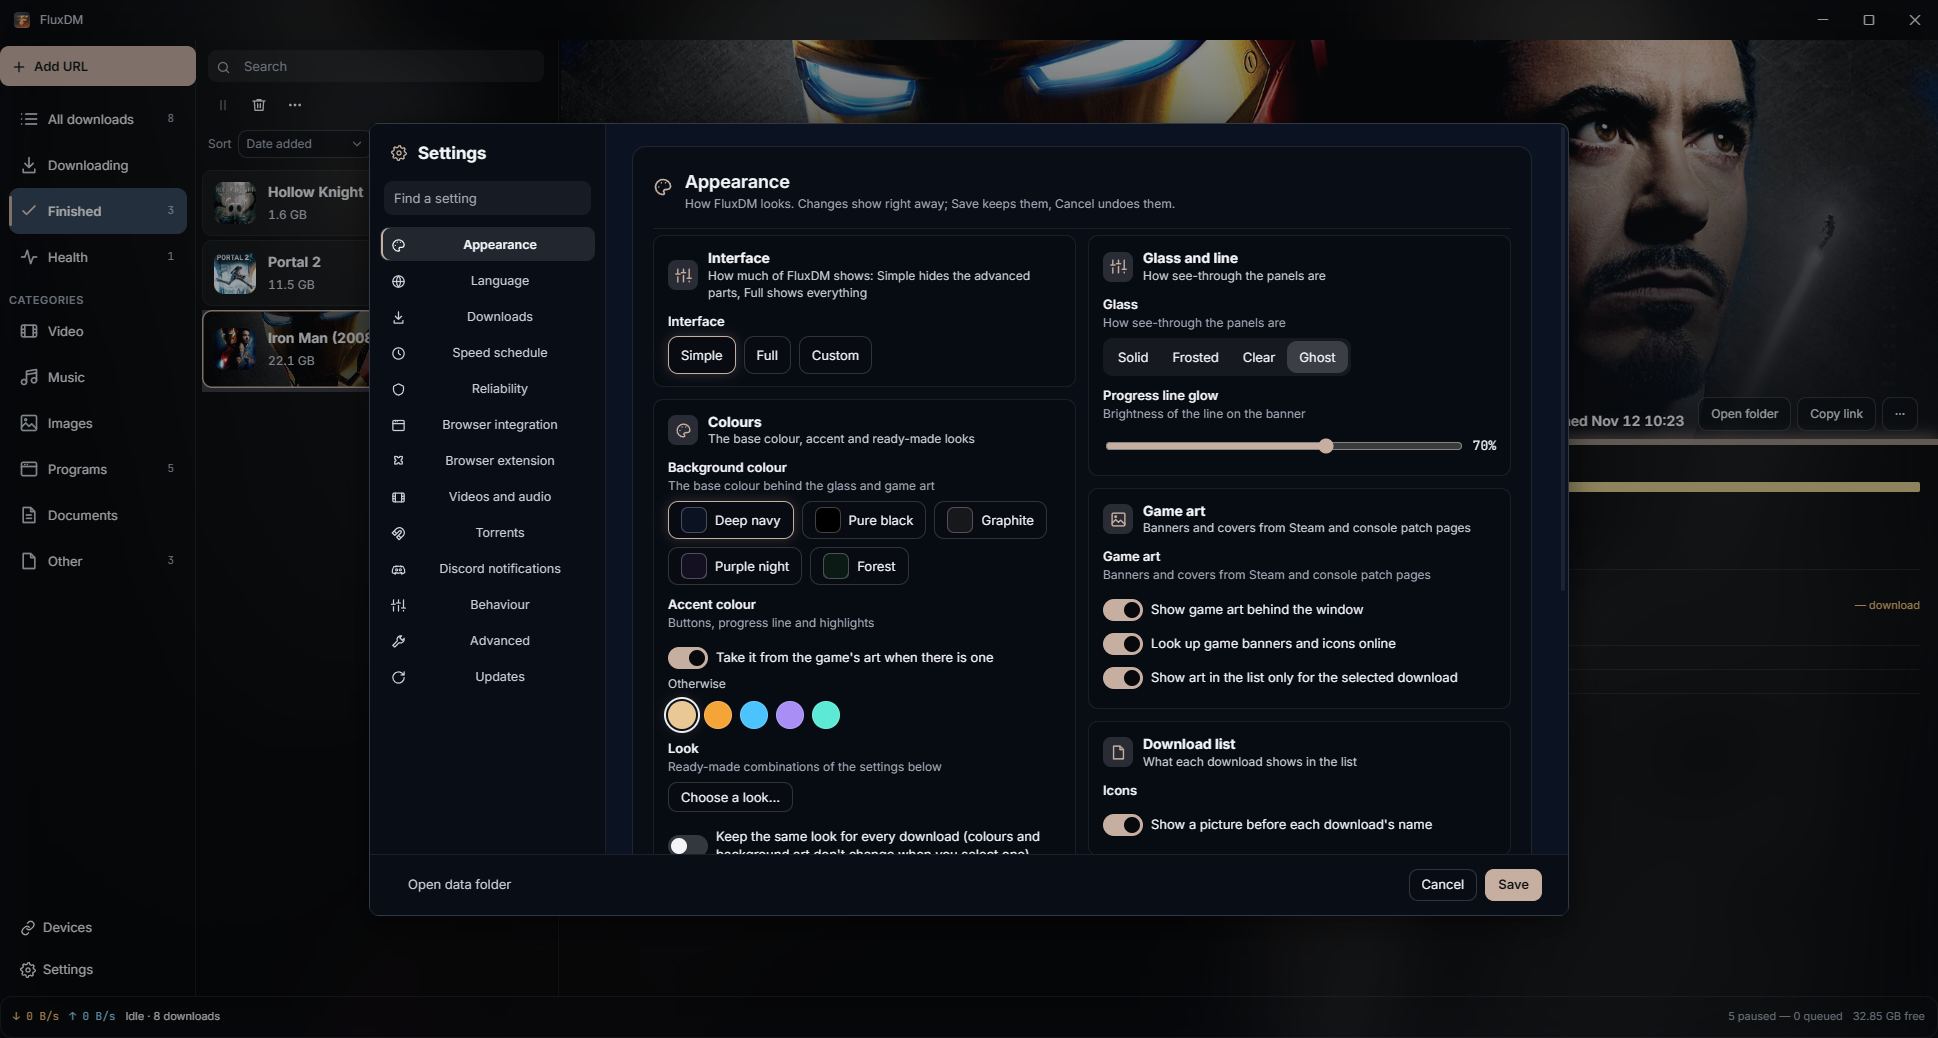 FluxDM
Add URL
Search
All downloads 8
Downloading
Finished 3
Health 1
CATEGORIES
Video
Music
Images
Programs 5
Documents
Other 3
Devices
Settings
Sort Date added
Hollow Knight
1.6 GB
PORTAL 2
Portal 2
11.5 GB
Iron Man (2008
22.1 GB
Settings
Find a setting
Appearance
Language
Downloads
Speed schedule
Reliability
Browser integration
Browser extension
Videos and audio
Torrents
Discord notifications
Behaviour
Advanced
Updates
Appearance
How FluxDM looks. Changes show right away; Save keeps them, Cancel undoes them.
Interface
How much of FluxDM shows: Simple hides the advanced
parts, Full shows everything
Interface
Simple Full Custom
Colours
The base colour, accent and ready-made looks
Background colour
The base colour behind the glass and game art
Deep navy Pure black Graphite
Purple night Forest
Accent colour
Buttons, progress line and highlights
Take it from the game's art when there is one
Otherwise
Look
Ready-made combinations of the settings below
Choose a look...
Keep the same look for every download (colours and
background art don't change when you select one)
Glass and line
How see-through the panels are
Glass
How see-through the panels are
Solid Frosted Clear Ghost
Progress line glow
Brightness of the line on the banner
70%
Game art
Banners and covers from Steam and console patch pages
Game art
Banners and covers from Steam and console patch pages
Show game art behind the window
Look up game banners and icons online
Show art in the list only for the selected download
Download list
What each download shows in the list
Icons
Show a picture before each download's name
Open data folder
Cancel Save
ed Nov 12 10:23
Open folder Copy link ...
— download
↓ 0 B/s ↑ 0 B/s Idle · 8 downloads
5 paused — 0 queued 32.85 GB free